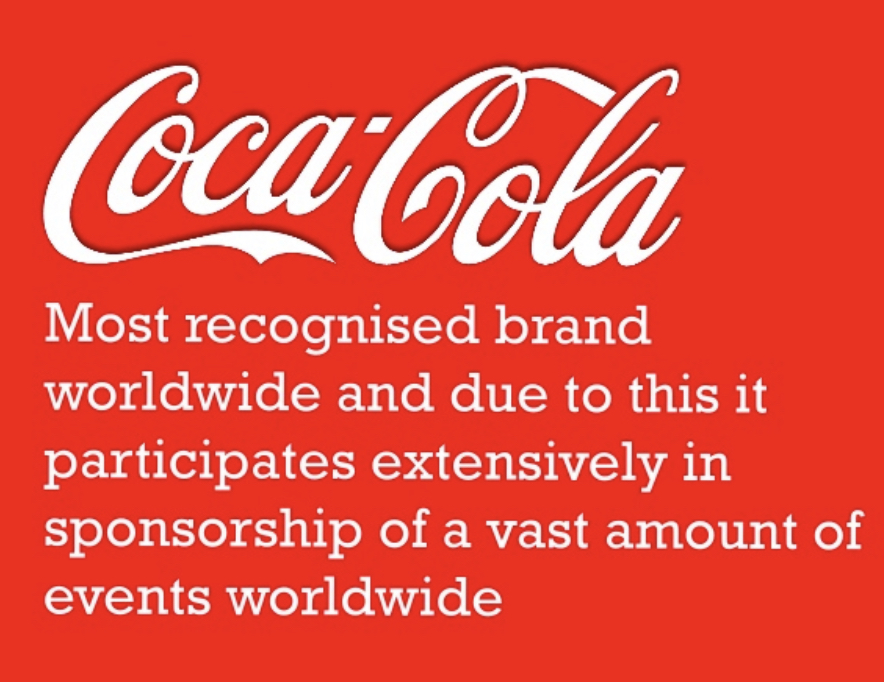 Coca-Cola
Most recognised brand
worldwide and due to this it
participates extensively in
sponsorship of a vast amount of
events worldwide